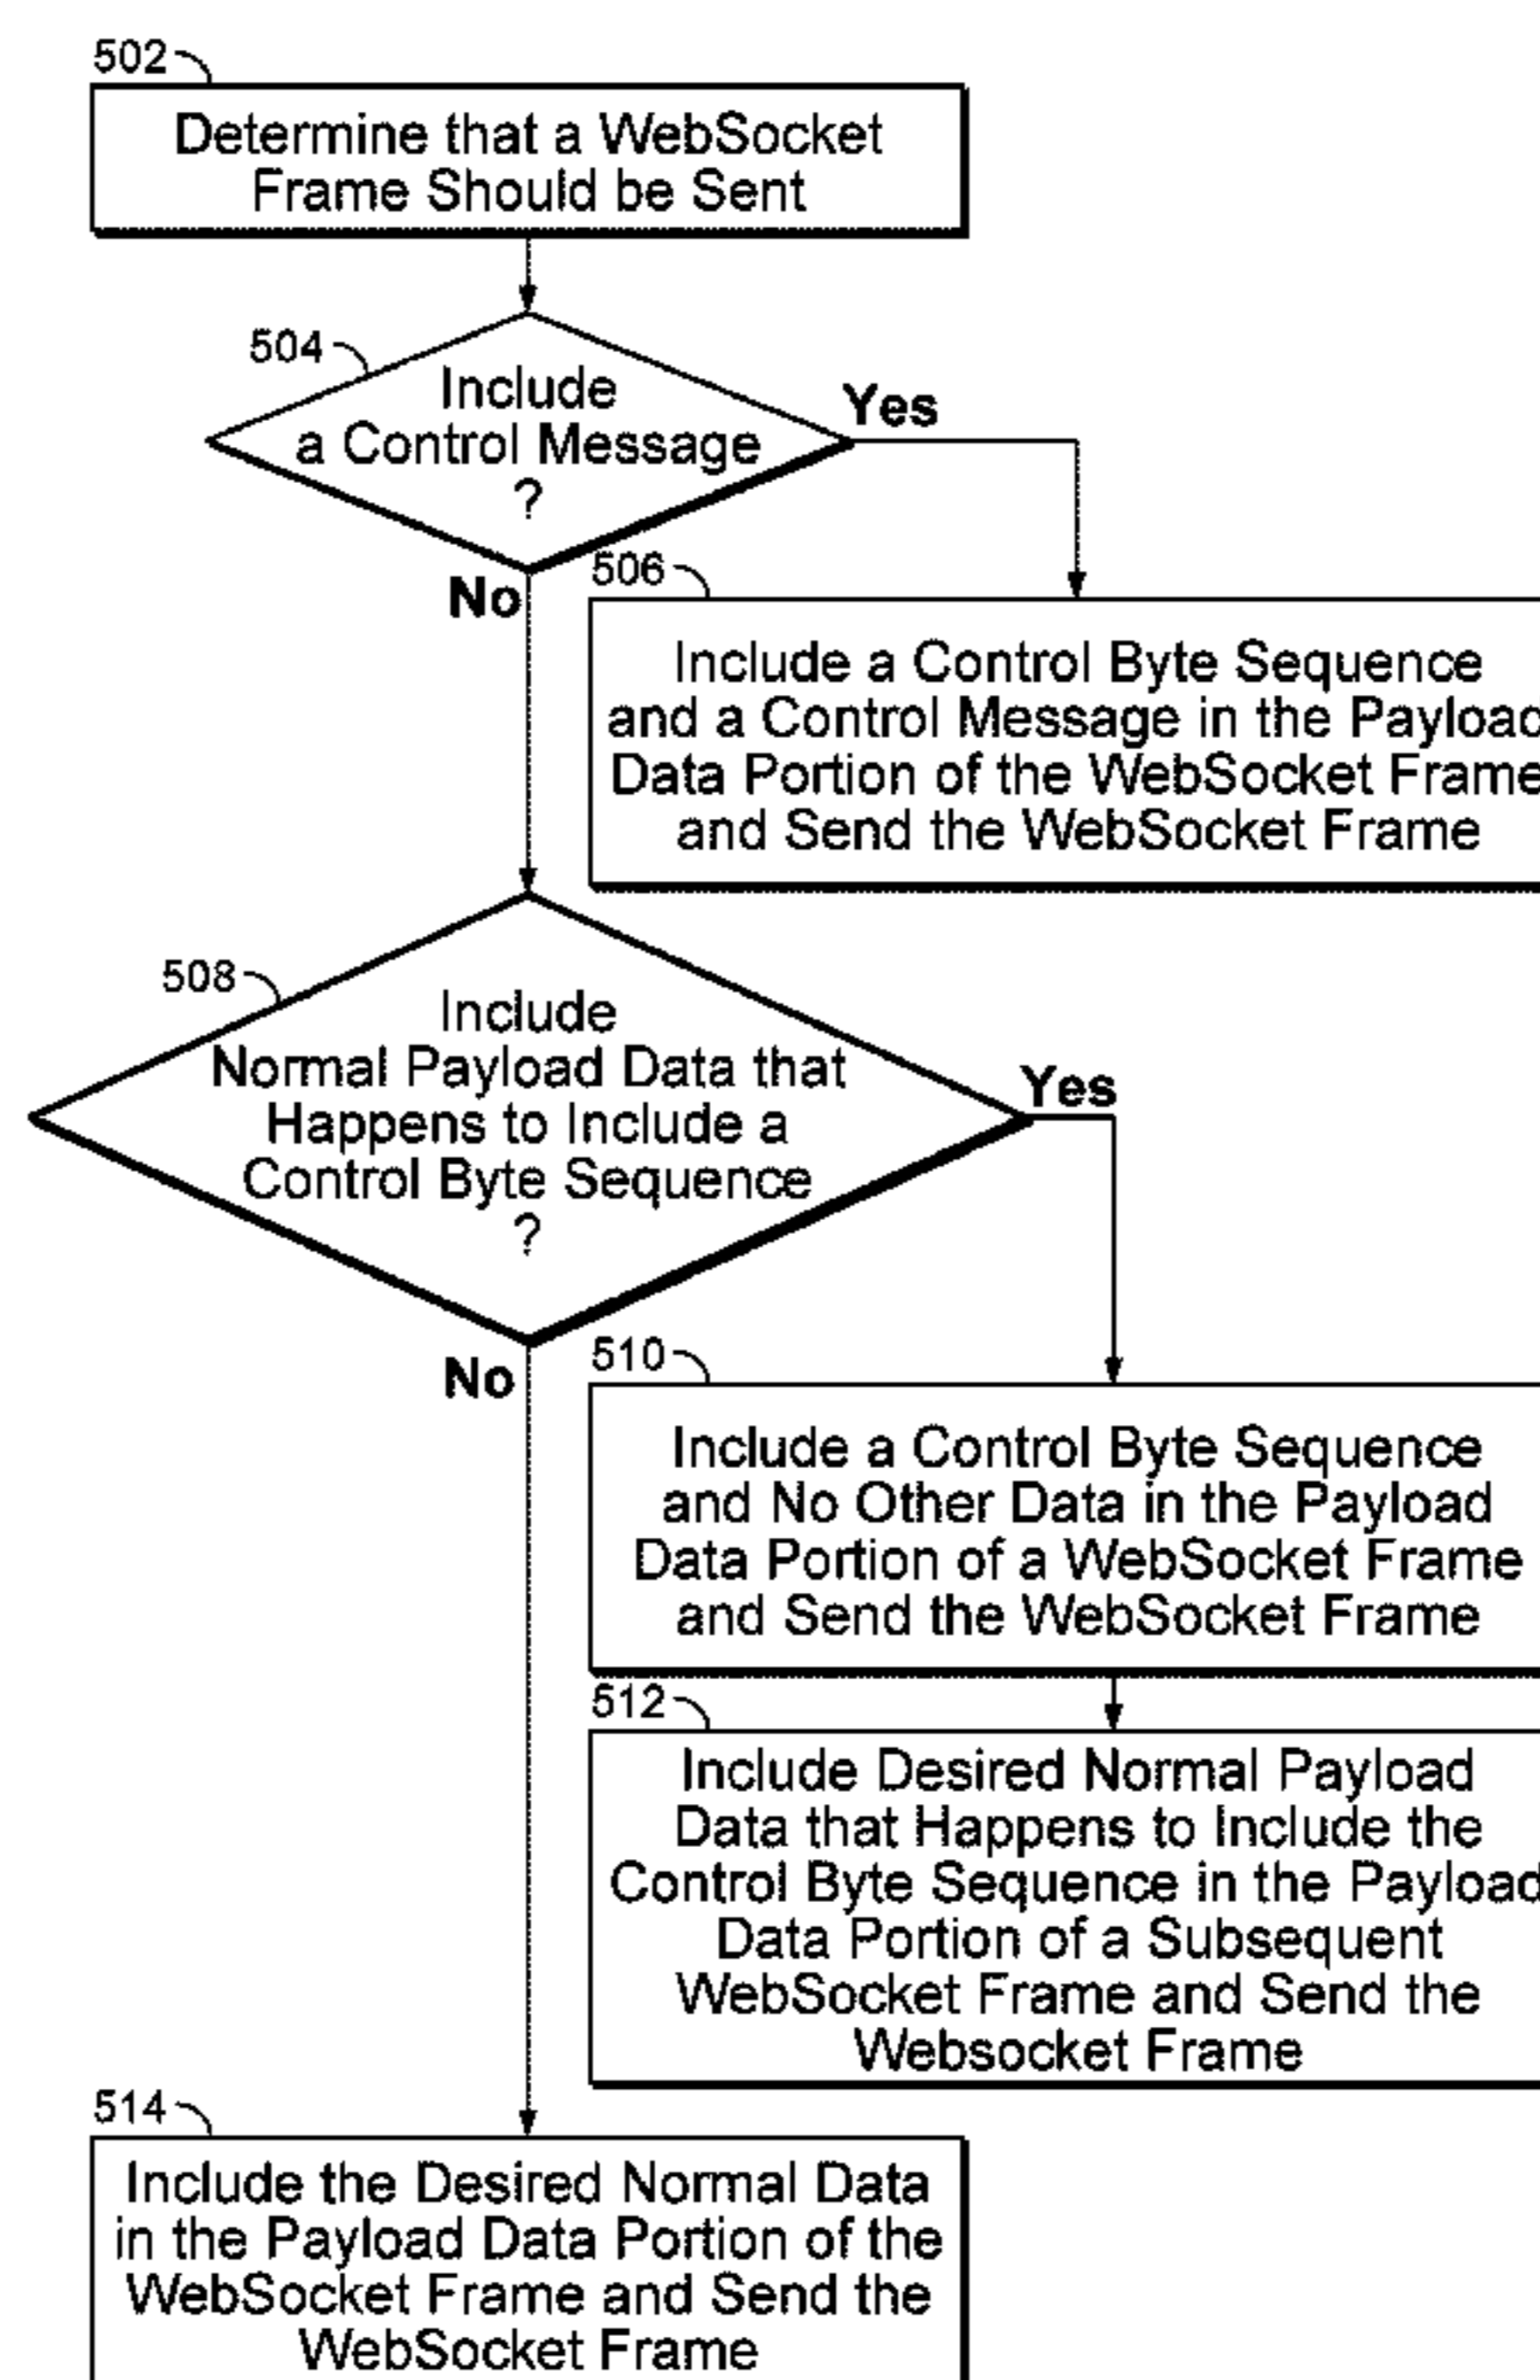 502
Determine that a WebSocket
Frame Should be Sent
504
Include
a Control Message
?
Yes
No
506
Include a Control Byte Sequence
and a Control Message in the Payload
Data Portion of the WebSocket Frame
and Send the WebSocket Frame
508
Include
Normal Payload Data that
Happens to Include a
Control Byte Sequence
?
Yes
No
510
Include a Control Byte Sequence
and No Other Data in the Payload
Data Portion of a WebSocket Frame
and Send the WebSocket Frame
512
Include Desired Normal Payload
Data that Happens to Include the
Control Byte Sequence in the Payload
Data Portion of a Subsequent
WebSocket Frame and Send the
Websocket Frame
514
Include the Desired Normal Data
in the Payload Data Portion of the
WebSocket Frame and Send the
WebSocket Frame